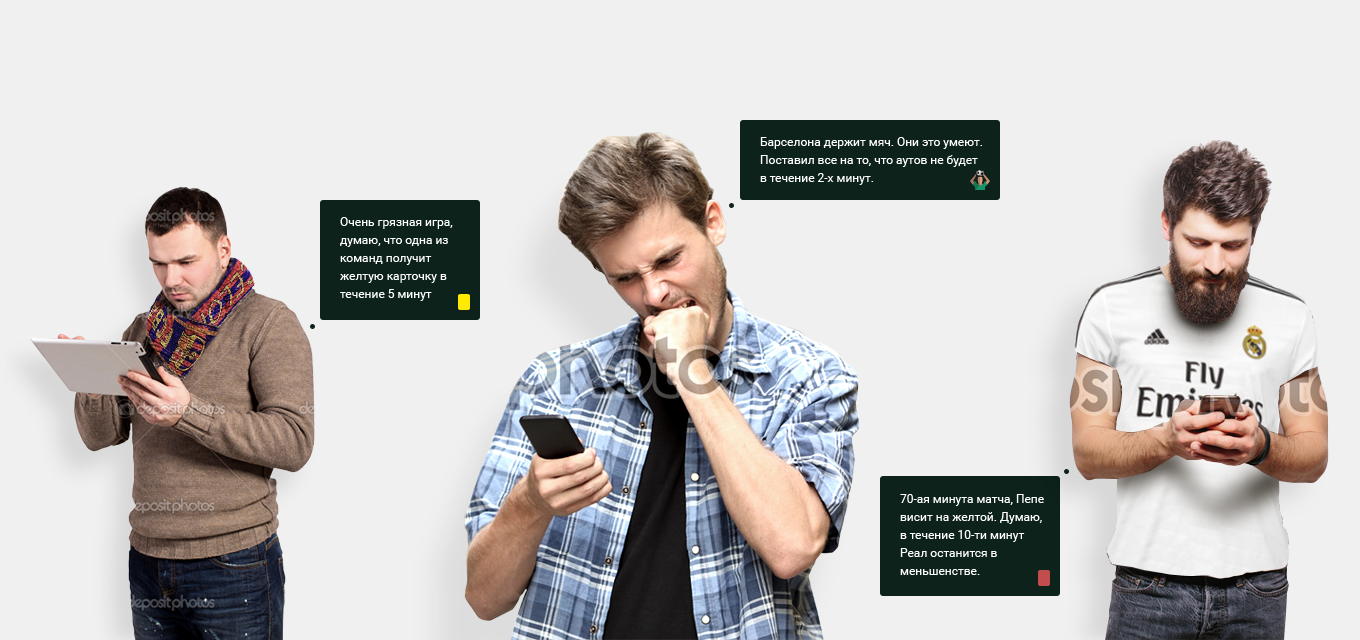 Барселона держит мяч. Они это умеют.
Поставил все на то, что аутов не будет
в течение 2-х минут.
Очень грязная игра,
думаю, что одна из
команд получит
желтую карточку в
течение 5 минут
70-ая минута матча, Пепе
висит на желтой. Думаю,
в течение 10-ти минут
Реал останится в
меньшенстве.
Fly
Emirates
depositphotos
depositphotos
depositphotos
depositphotos
photos